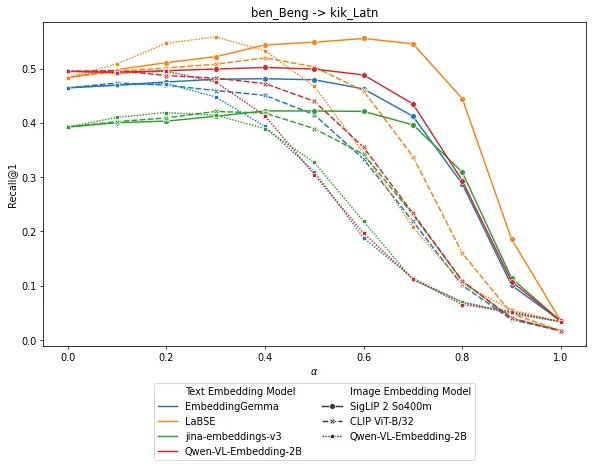 ben_Beng -> kik_Latn
Recall@1
0.5
0.4
0.3
0.2
0.1
0.0
0.0 0.2 0.4 0.6 0.8 1.0
α
Text Embedding Model
EmbeddingGemma
LaBSE
jina-embeddings-v3
Qwen-VL-Embedding-2B
Image Embedding Model
SigLIP 2 So400m
CLIP ViT-B/32
Qwen-VL-Embedding-2B